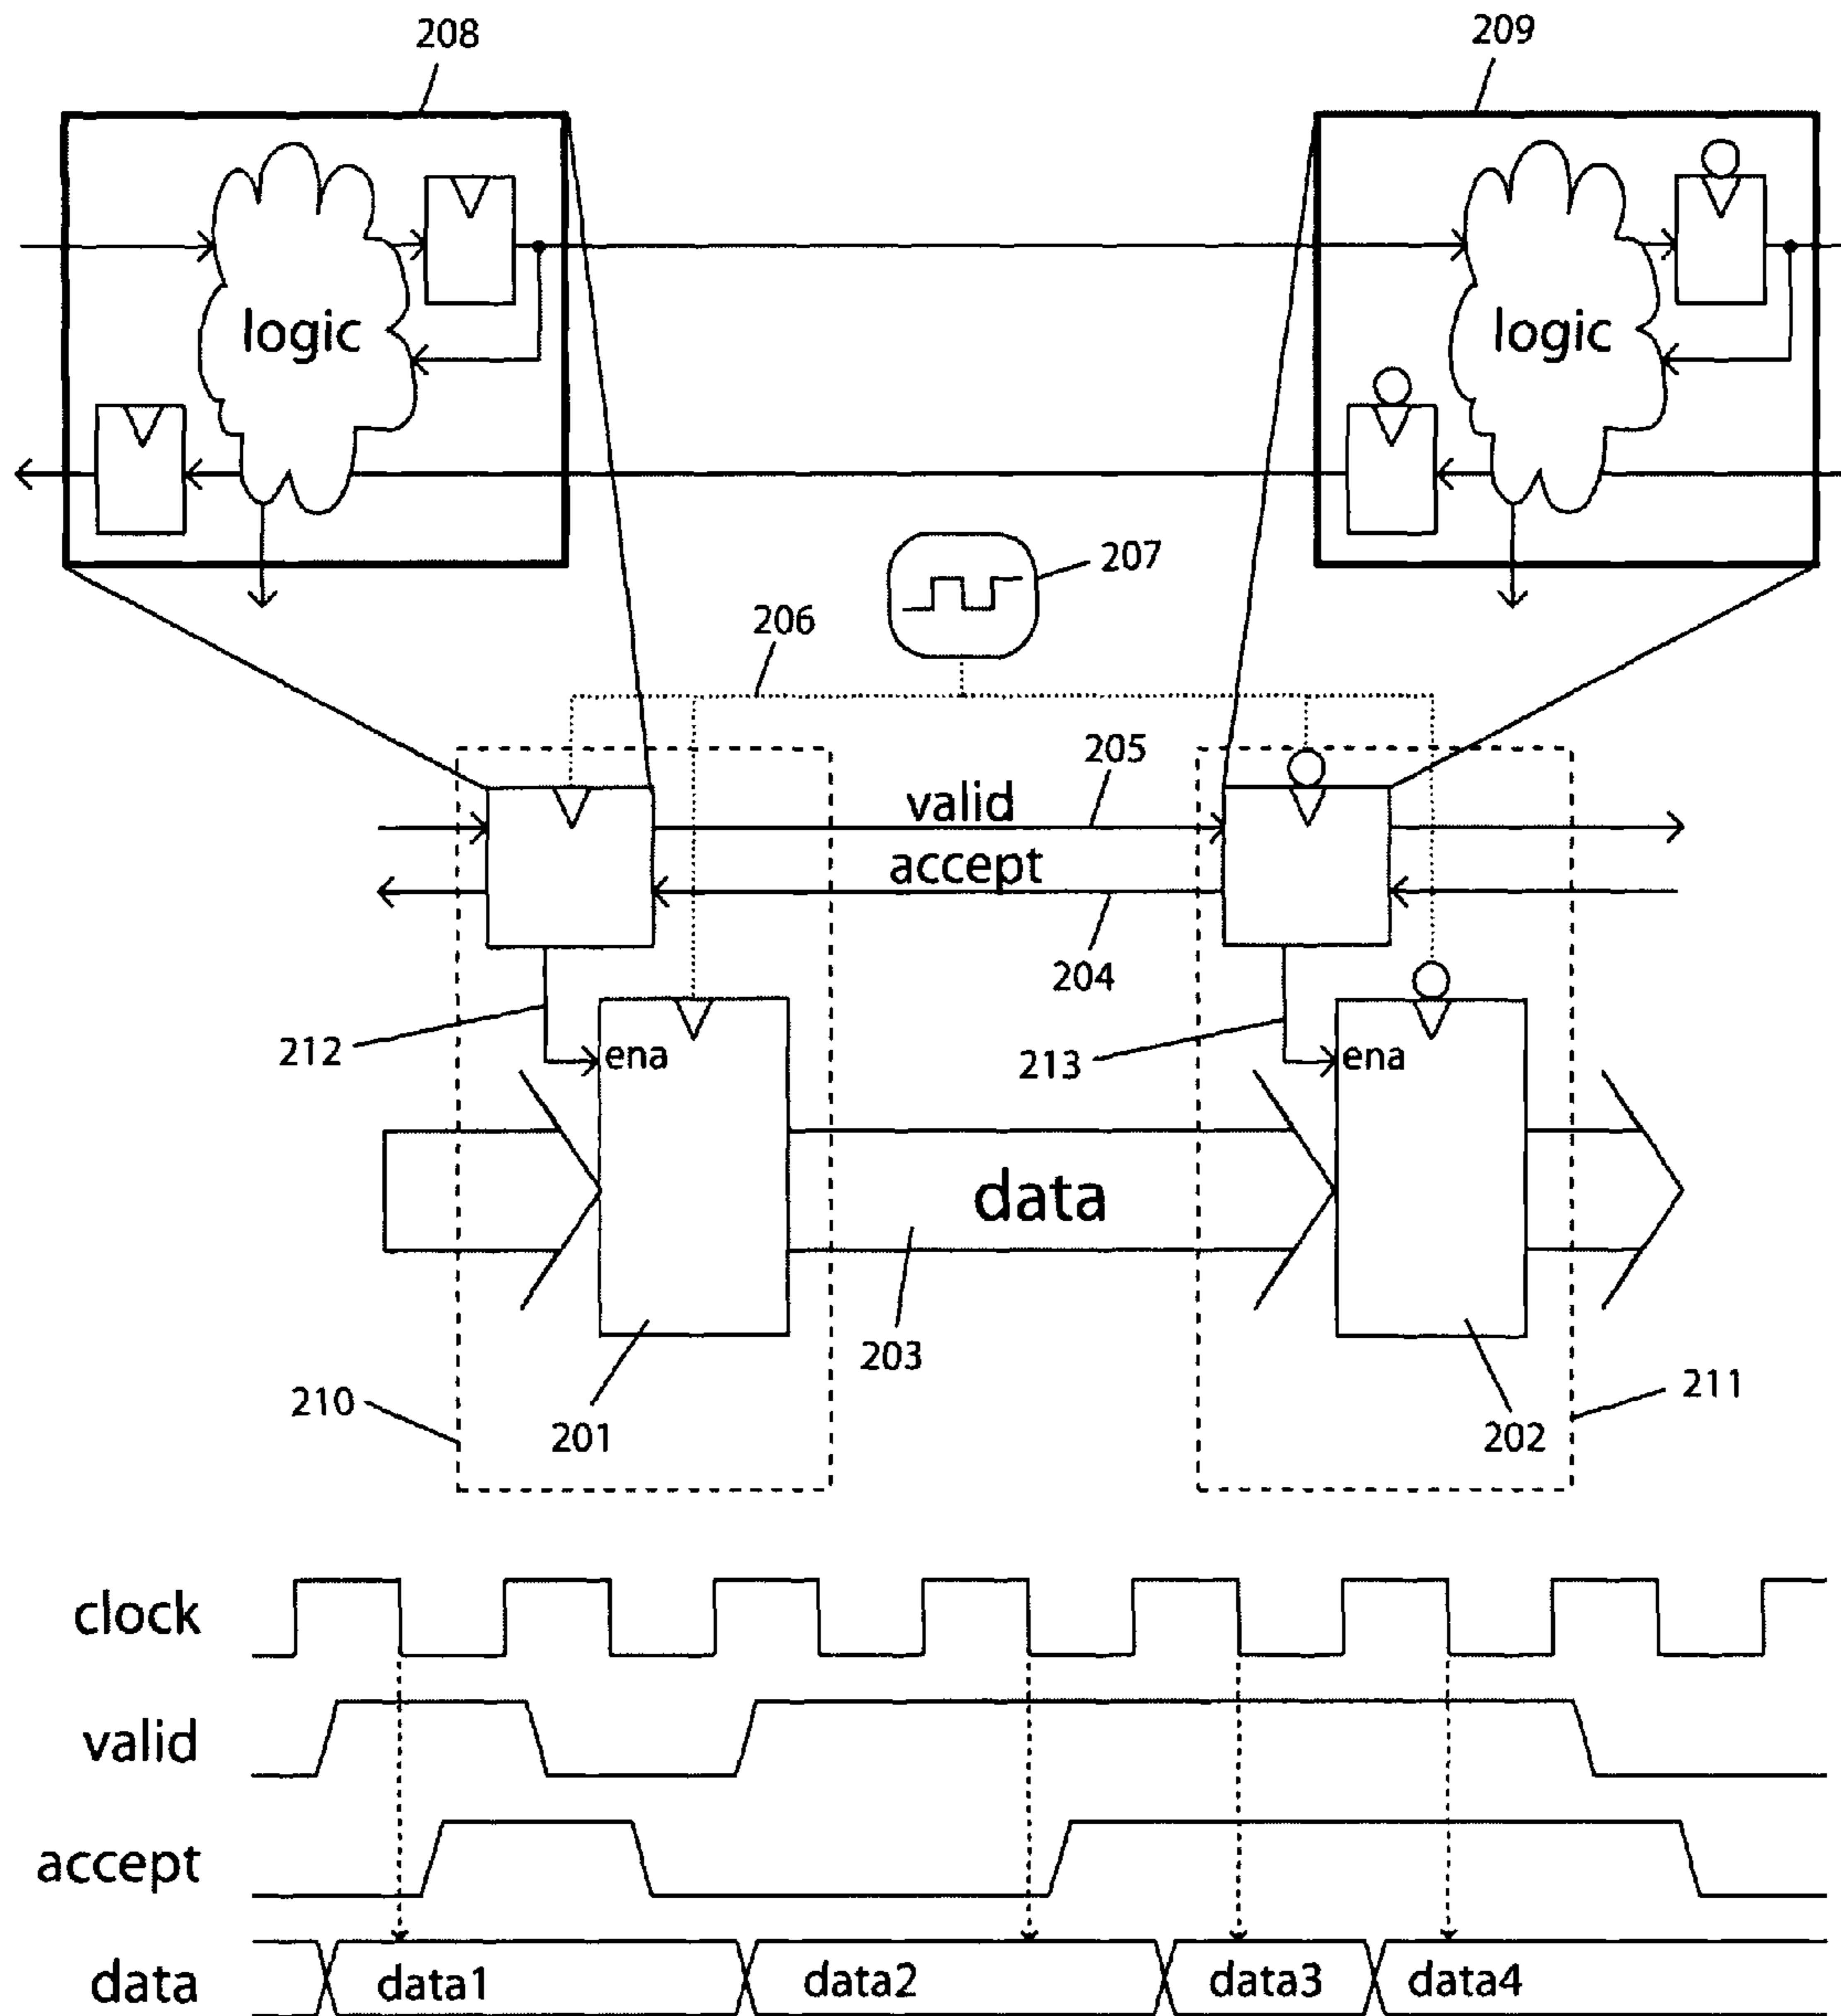 208
209
logic
logic
207
206
205
valid
accept
204
212
ena
213
ena
data
203
210
201
211
202
clock
valid
accept
data
data1
data2
data3
data4